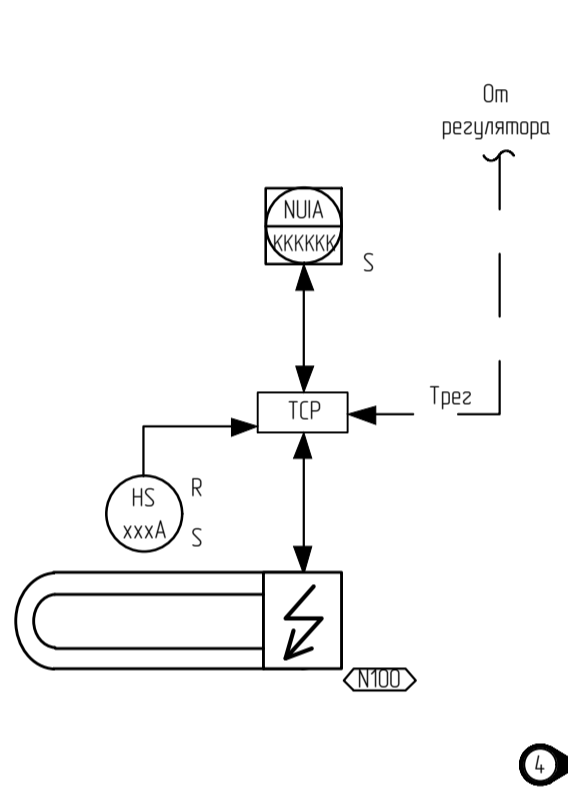 От
регулятора
NUIA
KKKKKK
S
Трег
TCP
HS
xxxA
R
S
N100
4